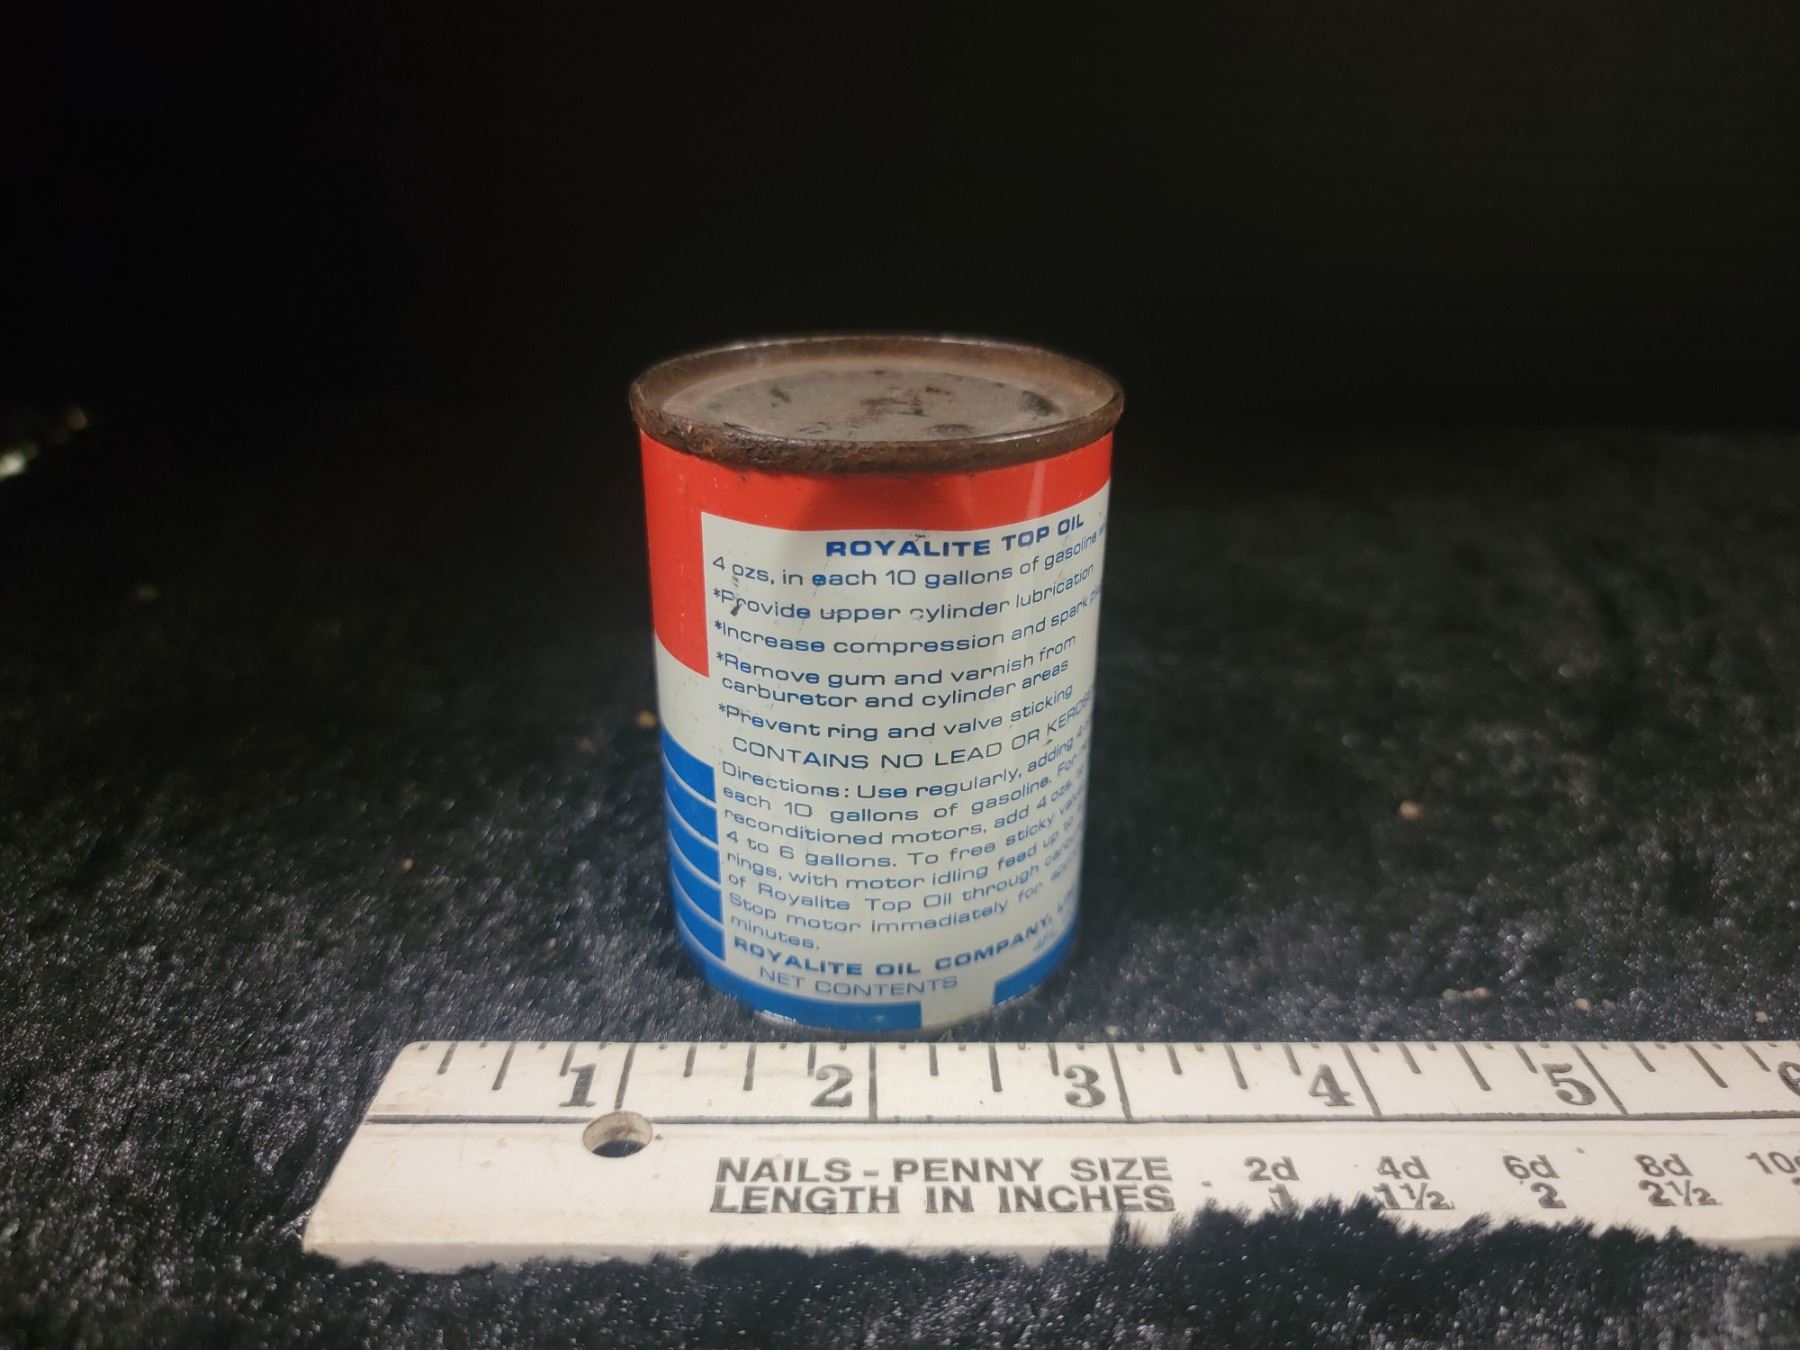 ROYALITE TOP OIL
4 ozs, in each 10 gallons of gasoline
*Provide upper cylinder lubrication
*Increase compression and spark
*Remove gum and varnish from
carburetor and cylinder areas
*Prevent ring and valve sticking
CONTAINS NO LEAD OR
Directions: Use regularly, adding 4
each 10 gallons of gasoline. For
reconditioned motors, add 4 ozs.
4 to 6 gallons. To free sticky
rings, with motor idling feed up to
of Royalite Top Oil through
Stop motor immediately for
minutes.
ROYALITE OIL COMPANY,
NET CONTENTS
1 2 3 4 5 6
NAILS - PENNY SIZE 2d 4d 6d 8d
LENGTH IN INCHES 1 1½ 2 2½